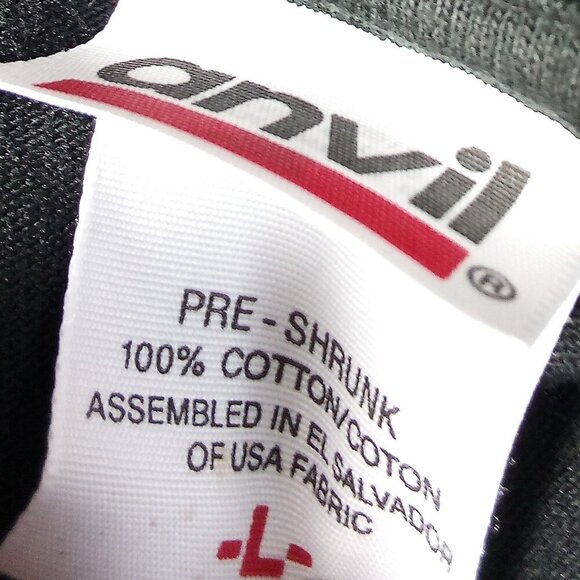 anvil®
PRE-SHRUNK
100% COTTON/COTON
ASSEMBLED IN EL SALVADOR
OF USA FABRIC
-L-